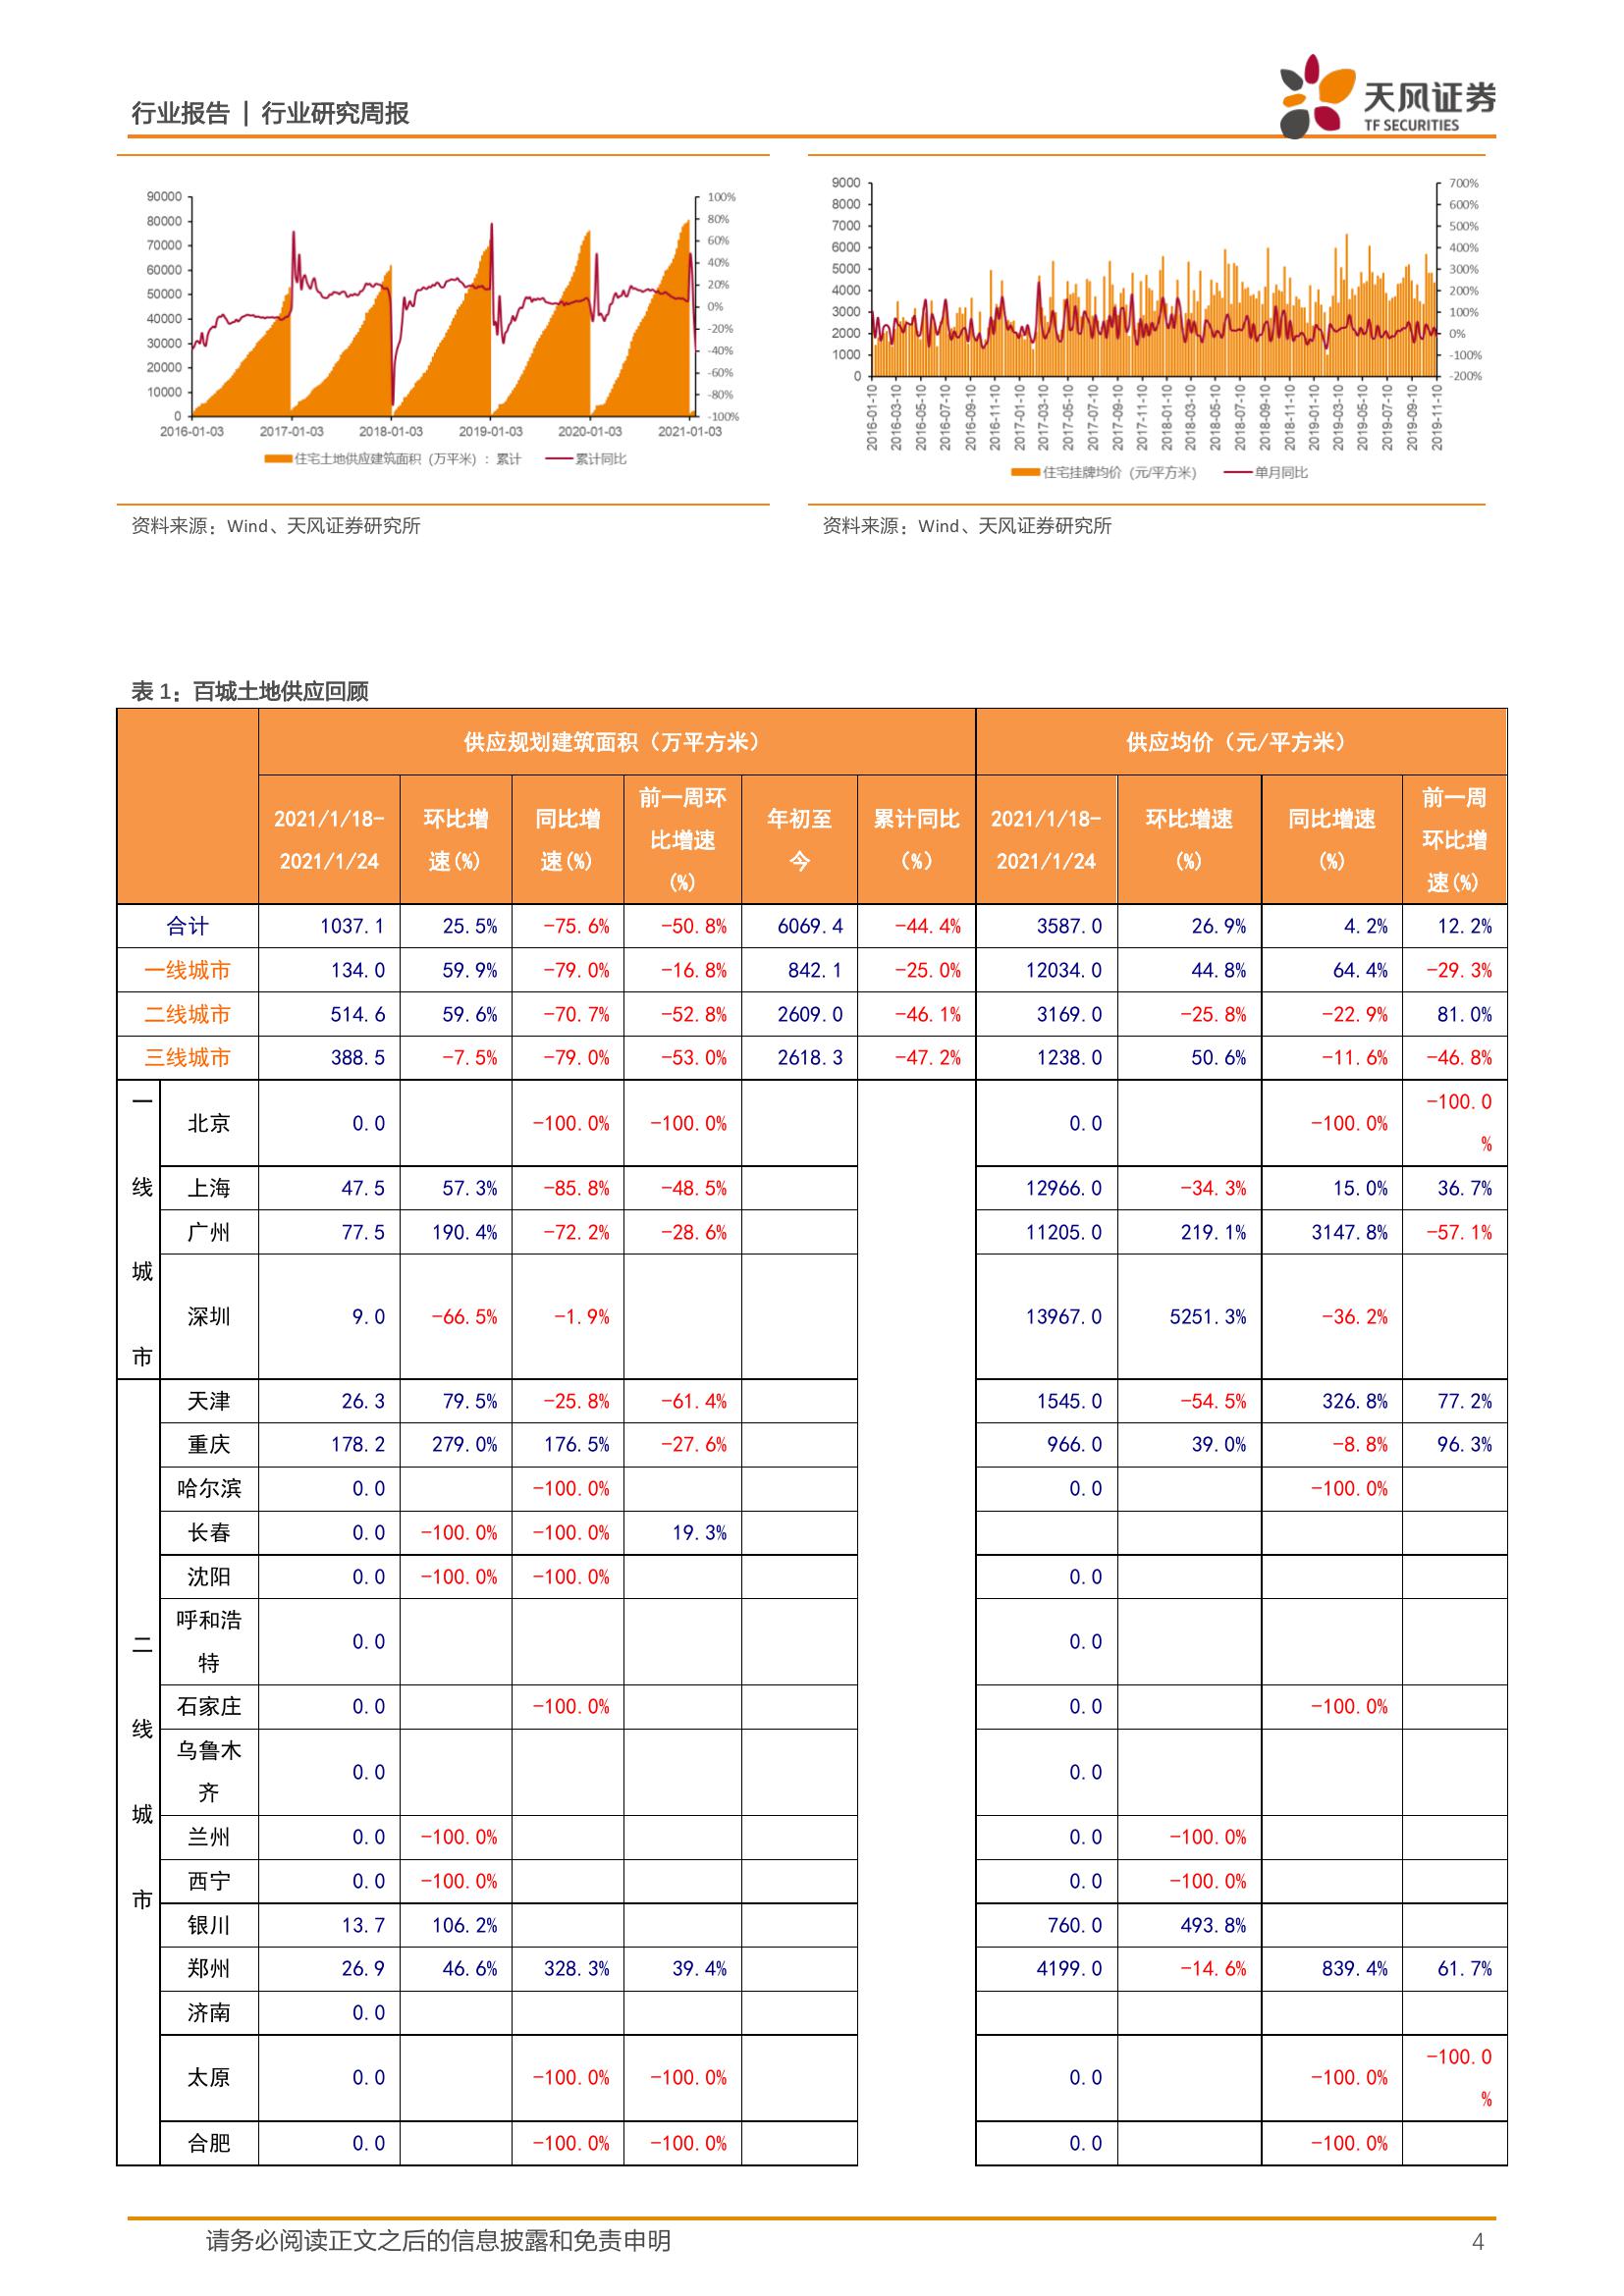 行业报告 | 行业研究周报
天风证券
TF SECURITIES
90000
80000
70000
60000
50000
40000
30000
20000
10000
0
100%
80%
60%
40%
20%
0%
-20%
-40%
-60%
-80%
-100%
2016-01-03 2017-01-03 2018-01-03 2019-01-03 2020-01-03 2021-01-03
住宅土地供应建筑面积（万平米）：累计 累计同比
9000
8000
7000
6000
5000
4000
3000
2000
1000
0
700%
600%
500%
400%
300%
200%
100%
0%
-100%
-200%
2016-01-10 2016-03-10 2016-05-10 2016-07-10 2016-09-10 2016-11-10 2017-01-10 2017-03-10 2017-05-10 2017-07-10 2017-09-10 2017-11-10 2018-01-10 2018-03-10 2018-05-10 2018-07-10 2018-09-10 2018-11-10 2019-01-10 2019-03-10 2019-05-10 2019-07-10 2019-09-10 2019-11-10
住宅挂牌均价（元/平方米） 单月同比
资料来源：Wind、天风证券研究所
资料来源：Wind、天风证券研究所
表 1：百城土地供应回顾
供应规划建筑面积（万平方米） 供应均价（元/平方米）
2021/1/18-2021/1/24 环比增速(%) 同比增速(%) 前一周环比增速(%) 年初至今 累计同比(%) 2021/1/18-2021/1/24 环比增速(%) 同比增速(%) 前一周环比增速(%)
合计 1037.1 25.5% -75.6% -50.8% 6069.4 -44.4% 3587.0 26.9% 4.2% 12.2%
一线城市 134.0 59.9% -79.0% -16.8% 842.1 -25.0% 12034.0 44.8% 64.4% -29.3%
二线城市 514.6 59.6% -70.7% -52.8% 2609.0 -46.1% 3169.0 -25.8% -22.9% 81.0%
三线城市 388.5 -7.5% -79.0% -53.0% 2618.3 -47.2% 1238.0 50.6% -11.6% -46.8%
一线城市
北京 0.0 -100.0% -100.0% 0.0 -100.0% -100.0%
上海 47.5 57.3% -85.8% -48.5% 12966.0 -34.3% 15.0% 36.7%
广州 77.5 190.4% -72.2% -28.6% 11205.0 219.1% 3147.8% -57.1%
深圳 9.0 -66.5% -1.9% 13967.0 5251.3% -36.2%
二线城市
天津 26.3 79.5% -25.8% -61.4% 1545.0 -54.5% 326.8% 77.2%
重庆 178.2 279.0% 176.5% -27.6% 966.0 39.0% -8.8% 96.3%
哈尔滨 0.0 -100.0% 0.0 -100.0%
长春 0.0 -100.0% -100.0% 19.3%
沈阳 0.0 -100.0% -100.0% 0.0
呼和浩特 0.0 0.0
石家庄 0.0 -100.0% 0.0 -100.0%
乌鲁木齐 0.0 0.0
兰州 0.0 -100.0% 0.0 -100.0%
西宁 0.0 -100.0% 0.0 -100.0%
银川 13.7 106.2% 760.0 493.8%
郑州 26.9 46.6% 328.3% 39.4% 4199.0 -14.6% 839.4% 61.7%
济南 0.0
太原 0.0 -100.0% -100.0% 0.0 -100.0% -100.0%
合肥 0.0 -100.0% -100.0% 0.0 -100.0%
请务必阅读正文之后的信息披露和免责申明 4